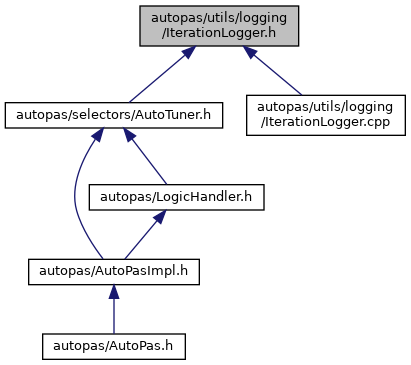 autopas/utils/logging
/IterationLogger.h
autopas/selectors/AutoTuner.h
autopas/utils/logging
/IterationLogger.cpp
autopas/LogicHandler.h
autopas/AutoPasImpl.h
autopas/AutoPas.h